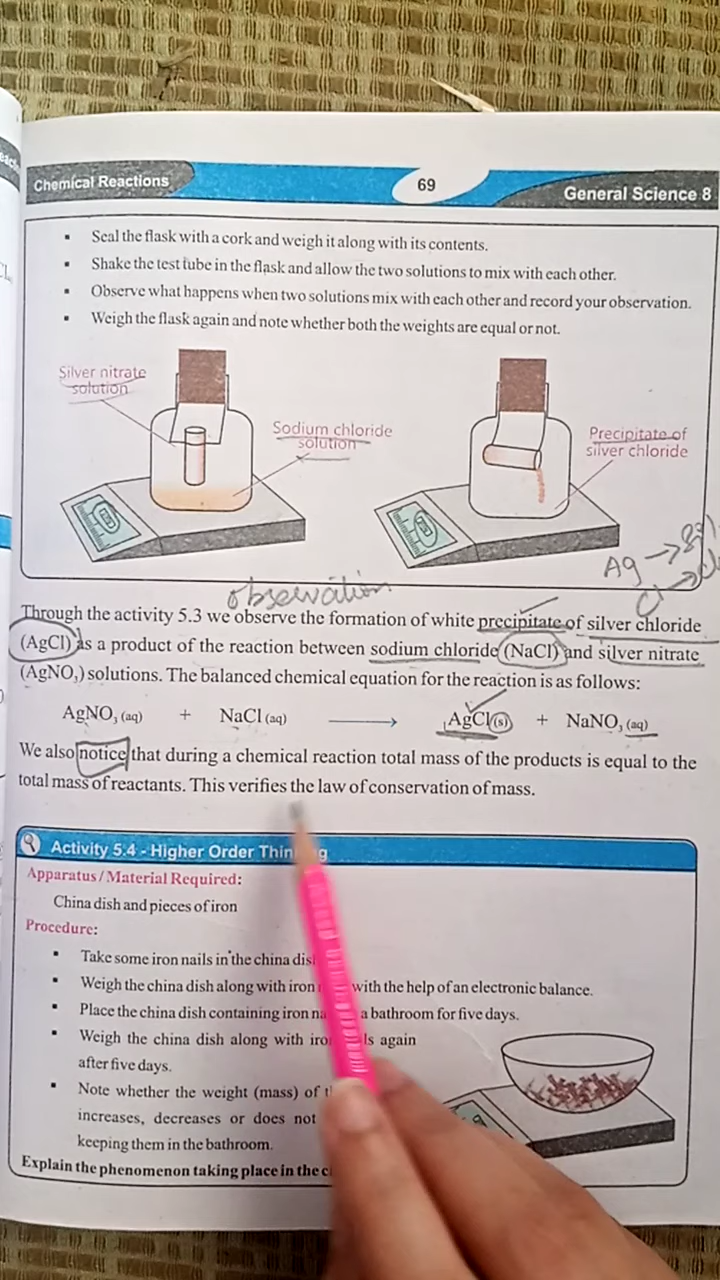 Chemical Reactions
69
General Science 8
▪ Seal the flask with a cork and weigh it along with its contents.
▪ Shake the test tube in the flask and allow the two solutions to mix with each other.
▪ Observe what happens when two solutions mix with each other and record your observation.
▪ Weigh the flask again and note whether both the weights are equal or not.
Silver nitrate
solution
Sodium chloride
solution
Precipitate of
silver chloride
Ag →
Cl →
observation
Through the activity 5.3 we observe the formation of white precipitate of silver chloride
(AgCl) as a product of the reaction between sodium chloride (NaCl) and silver nitrate
(AgNO₃) solutions. The balanced chemical equation for the reaction is as follows:
AgNO₃ (aq) + NaCl (aq) ⟶ AgCl (s) + NaNO₃ (aq)
We also notice that during a chemical reaction total mass of the products is equal to the
total mass of reactants. This verifies the law of conservation of mass.
Activity 5.4 - Higher Order Thin g
Apparatus / Material Required:
China dish and pieces of iron
Procedure:
▪ Take some iron nails in the china dis
▪ Weigh the china dish along with iron with the help of an electronic balance.
▪ Place the china dish containing iron na a bathroom for five days.
▪ Weigh the china dish along with iro ls again
after five days.
▪ Note whether the weight (mass) of
increases, decreases or does not
keeping them in the bathroom.
Explain the phenomenon taking place in the c